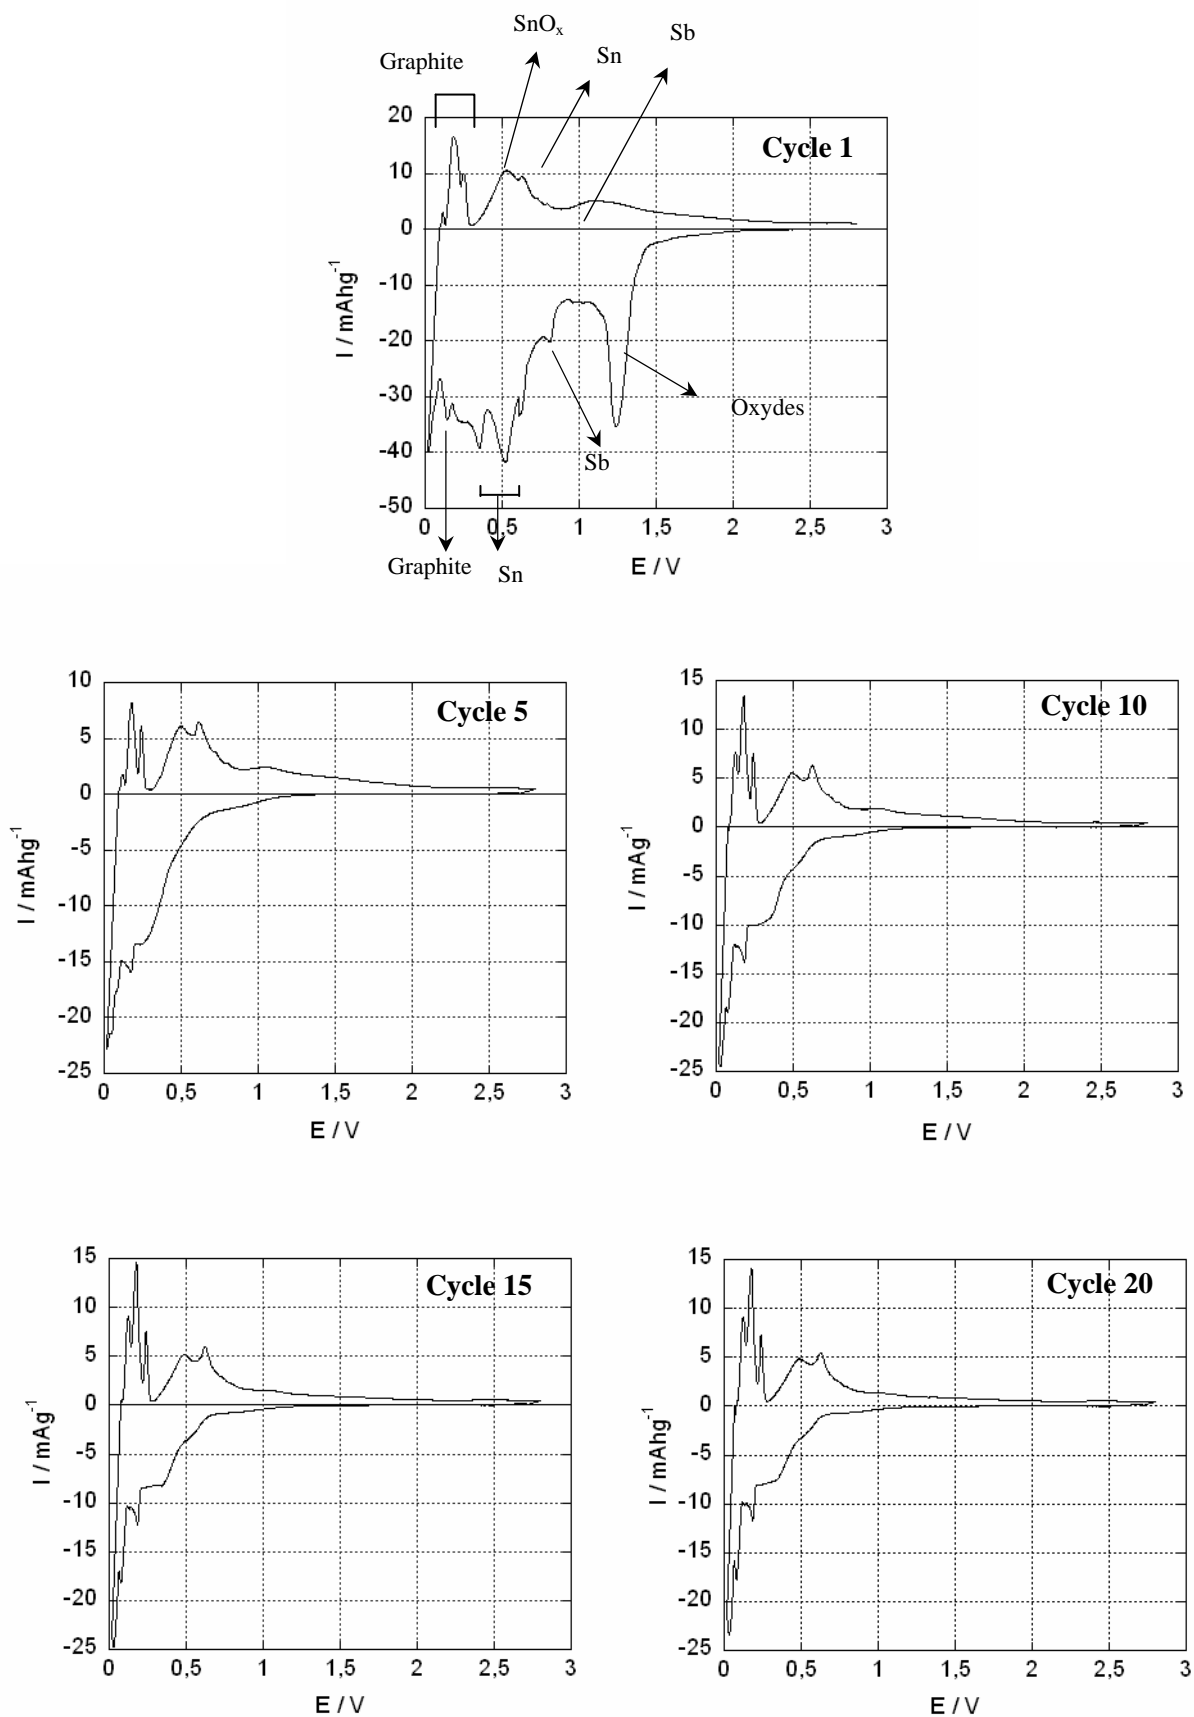 SnOx
Sb
Sn
Graphite
20
10
0
-10
-20
-30
-40
-50
I / mAhg-1
Cycle 1
Oxydes
Sb
0 0,5 1 1,5 2 2,5 3
Graphite
Sn
E / V
10
5
0
-5
-10
-15
-20
-25
I / mAhg-1
Cycle 5
0 0,5 1 1,5 2 2,5 3
E / V
15
10
5
0
-5
-10
-15
-20
-25
I / mAg-1
Cycle 10
0 0,5 1 1,5 2 2,5 3
E / V
15
10
5
0
-5
-10
-15
-20
-25
I / mAg-1
Cycle 15
0 0,5 1 1,5 2 2,5 3
E / V
15
10
5
0
-5
-10
-15
-20
-25
I / mAhg-1
Cycle 20
0 0,5 1 1,5 2 2,5 3
E / V